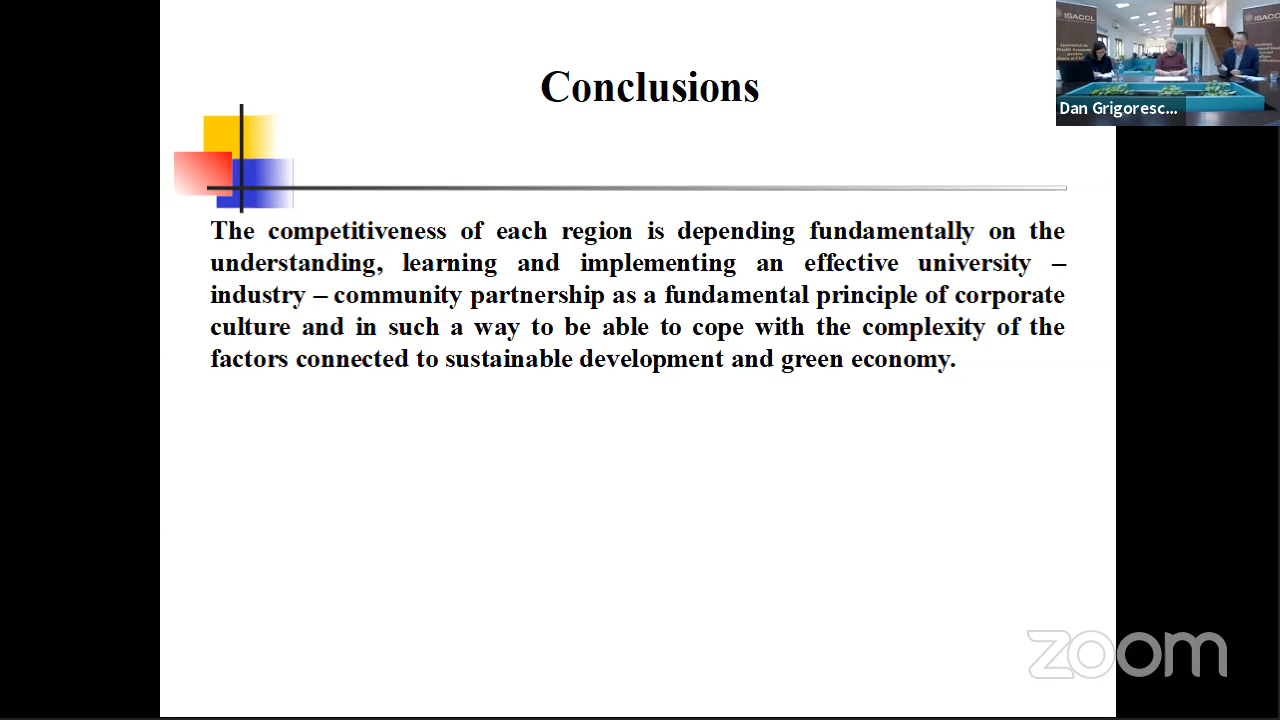 Conclusions
The competitiveness of each region is depending fundamentally on the
understanding, learning and implementing an effective university –
industry – community partnership as a fundamental principle of corporate
culture and in such a way to be able to cope with the complexity of the
factors connected to sustainable development and green economy.
ISACCL
Dan Grigoresc...
zoom